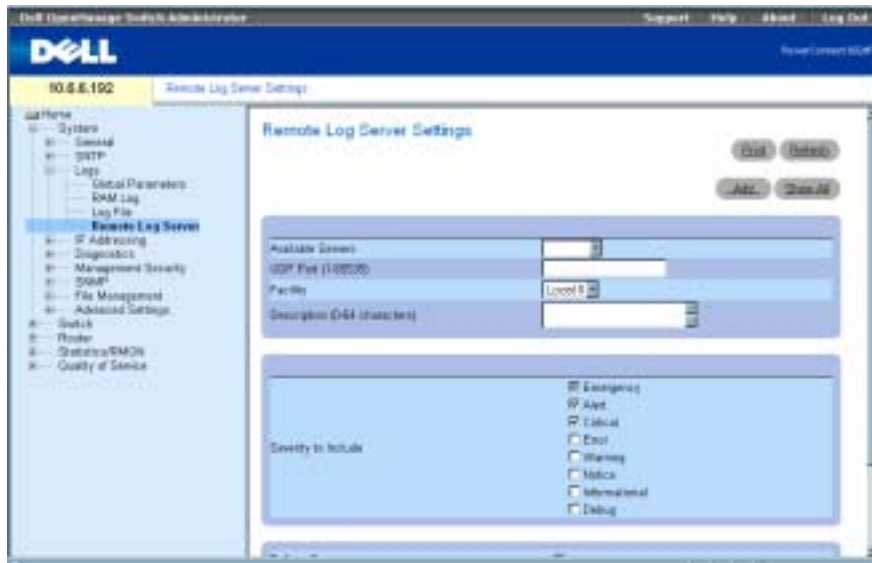 Dell OpenManage Switch Administrator
Support Help About Log Out
DELL
10.6.6.192
Remote Log Server Settings
Home
System
General
SNTP
Logs
Global Parameters
RAM Log
Log File
Remote Log Server
IP Addressing
Diagnostics
Management Security
SNMP
File Management
Advanced Settings
Switch
Router
Statistics/RMON
Quality of Service
Remote Log Server Settings
Print Refresh
Add Show All
Available Servers
UDP Port (1-65535)
Facility
Local 0
Description (0-64 characters)
Severity to Include
Emergency
Alert
Critical
Error
Warning
Notice
Informational
Debug